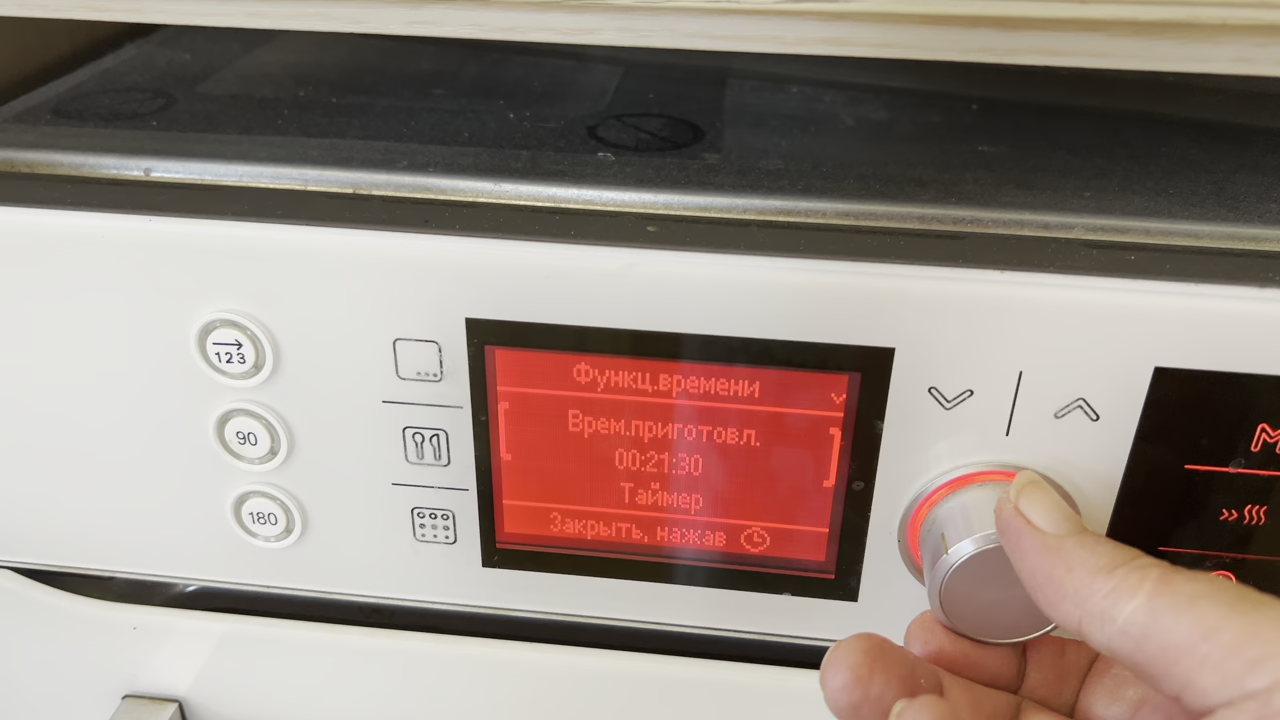 123
90
180
Функц.времени
Врем.приготовл.
00:21:30
Таймер
Закрыть, нажав